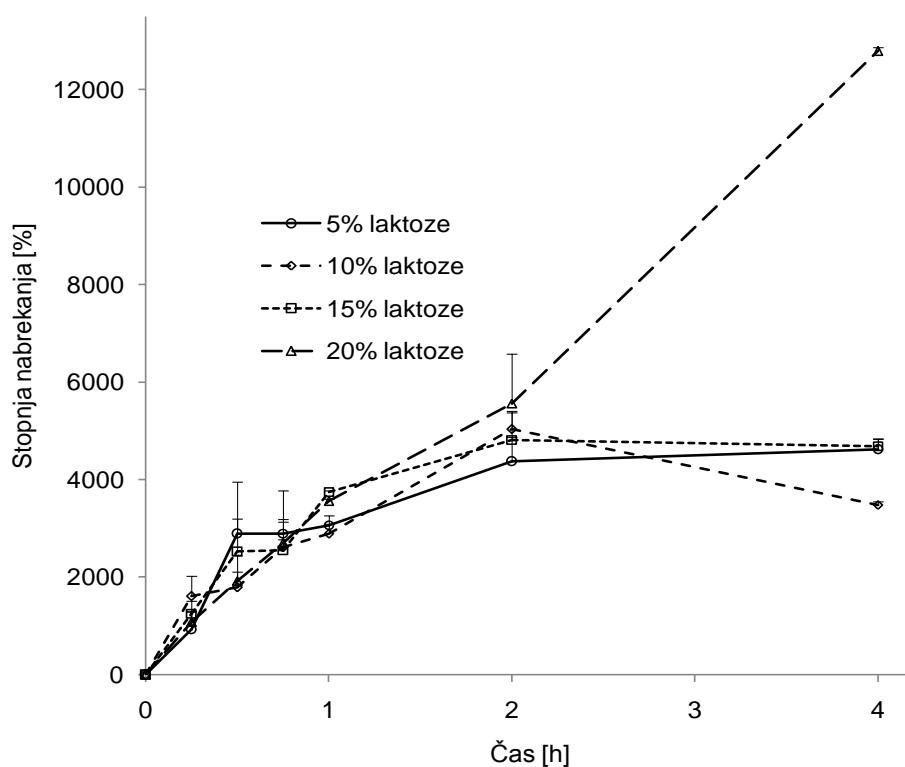 Stopnja nabrekanja [%]
12000
10000
8000
6000
4000
2000
0
5% laktoze
10% laktoze
15% laktoze
20% laktoze
0 1 2 3 4
Čas [h]